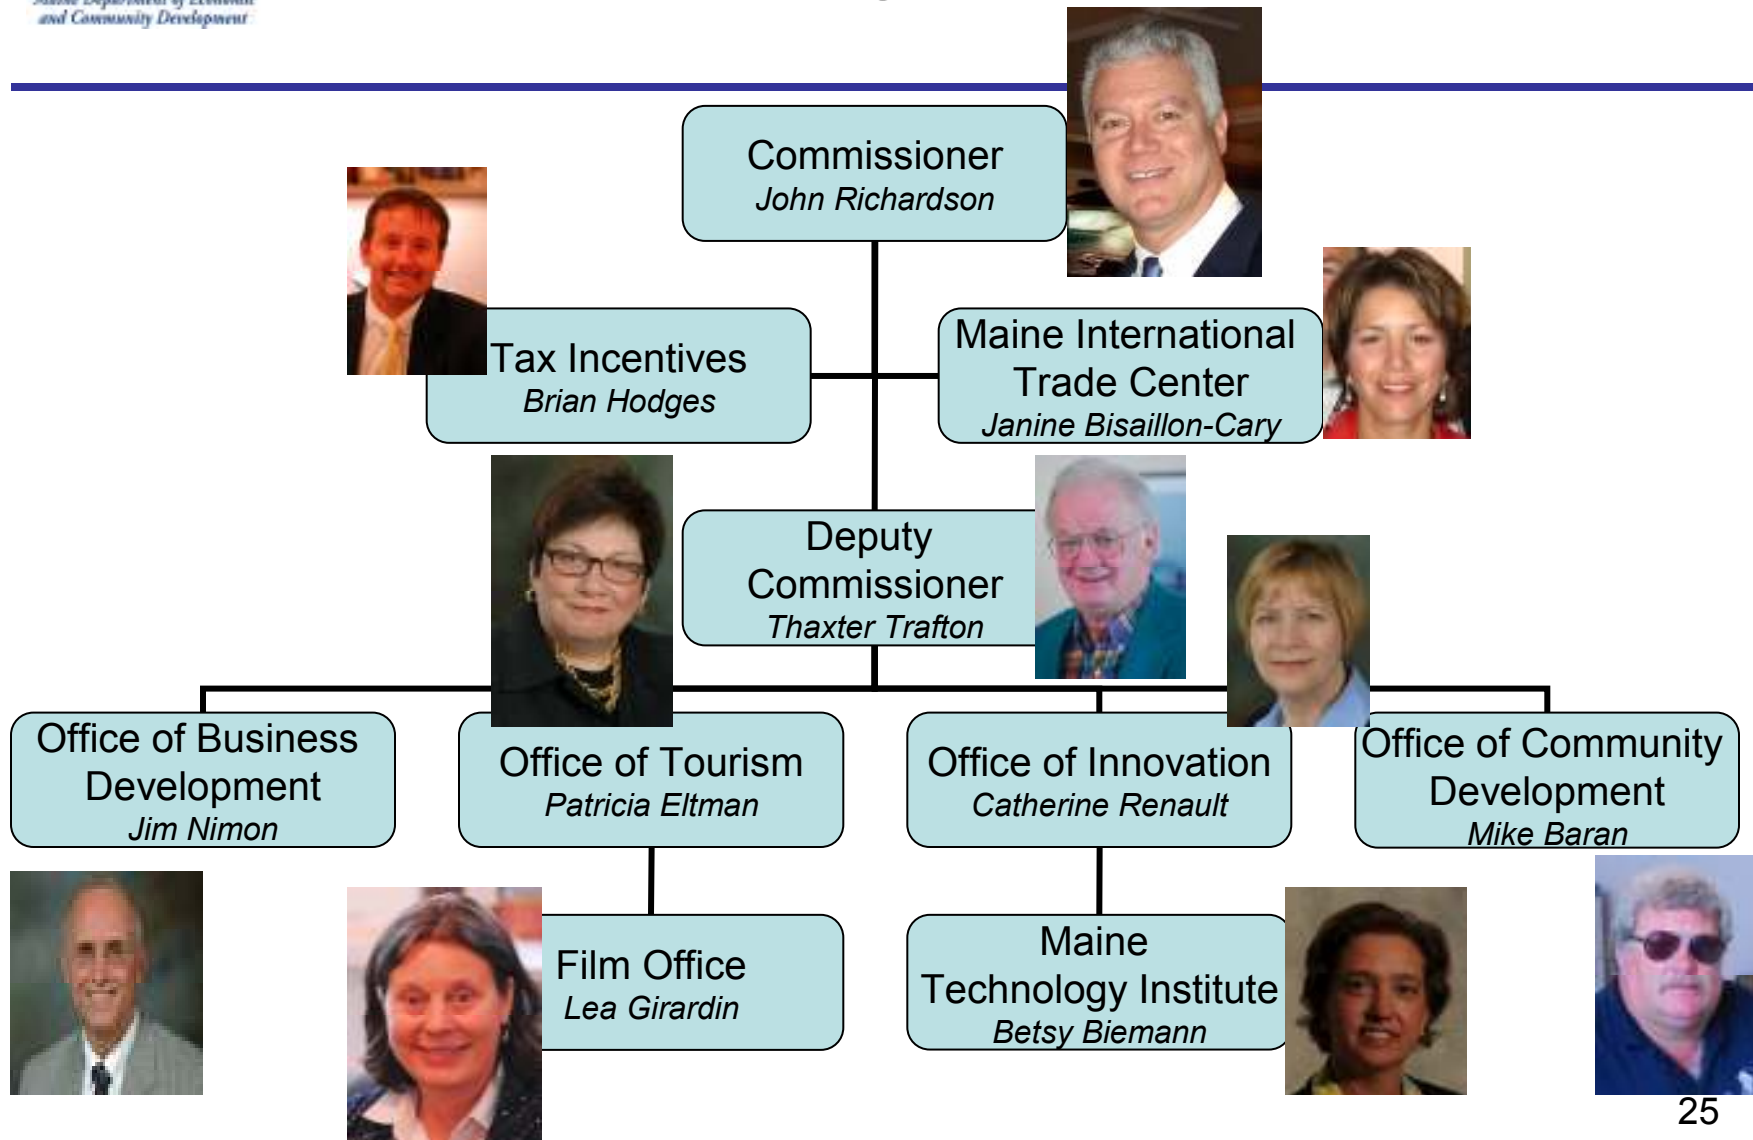 and Community Development
Commissioner
John Richardson
Tax Incentives
Brian Hodges
Maine International
Trade Center
Janine Bisaillon-Cary
Deputy
Commissioner
Thaxter Trafton
Office of Business
Development
Jim Nimon
Office of Tourism
Patricia Eltman
Office of Innovation
Catherine Renault
Office of Community
Development
Mike Baran
Film Office
Lea Girardin
Maine
Technology Institute
Betsy Biemann
25